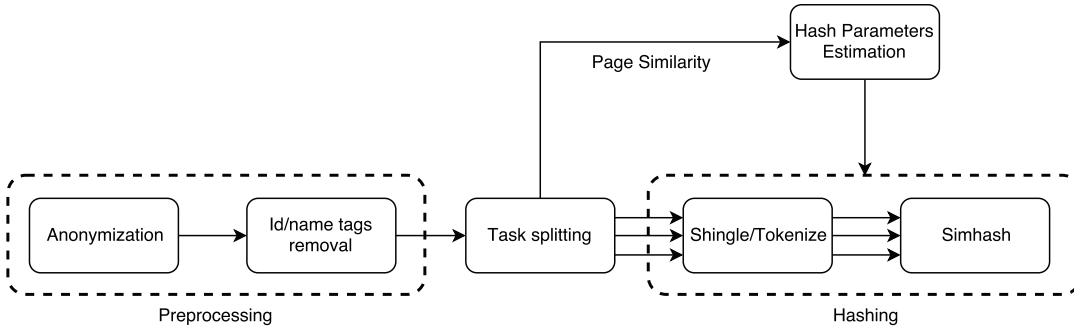 Hash Parameters
Estimation
Page Similarity
Anonymization
Id/name tags
removal
Task splitting
Shingle/Tokenize
Simhash
Preprocessing
Hashing